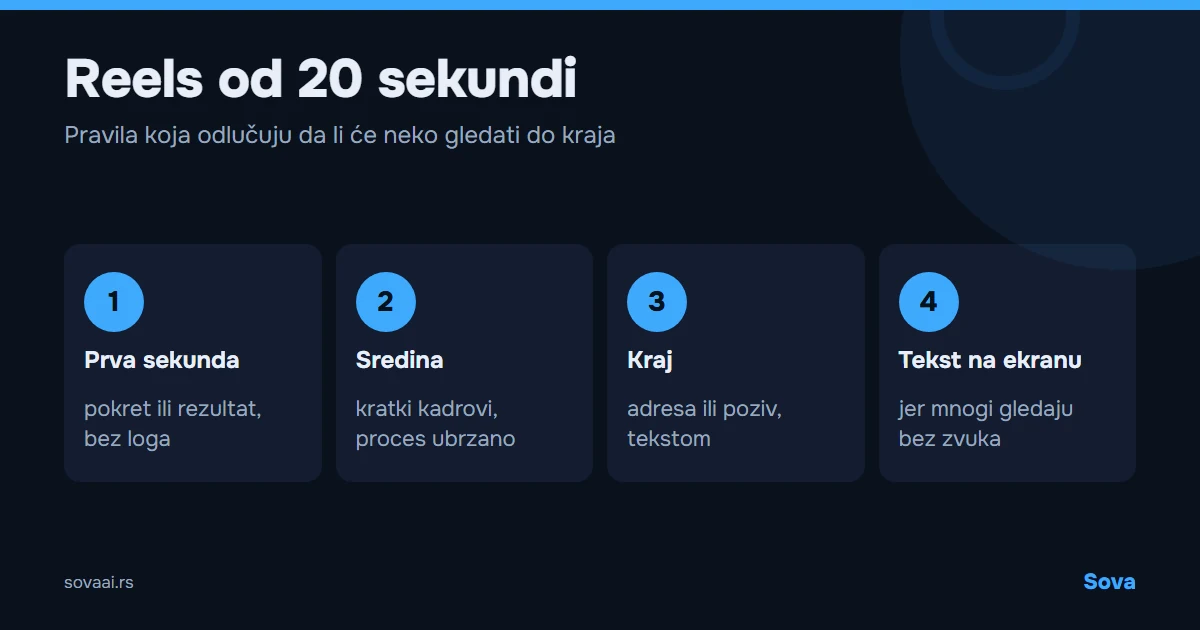 Reels od 20 sekundi
Pravila koja odlučuju da li će neko gledati do kraja
1
Prva sekunda
pokret ili rezultat,
bez loga
2
Sredina
kratki kadrovi,
proces ubrzano
3
Kraj
adresa ili poziv,
tekstom
4
Tekst na ekranu
jer mnogi gledaju
bez zvuka
sovaai.rs
Sova